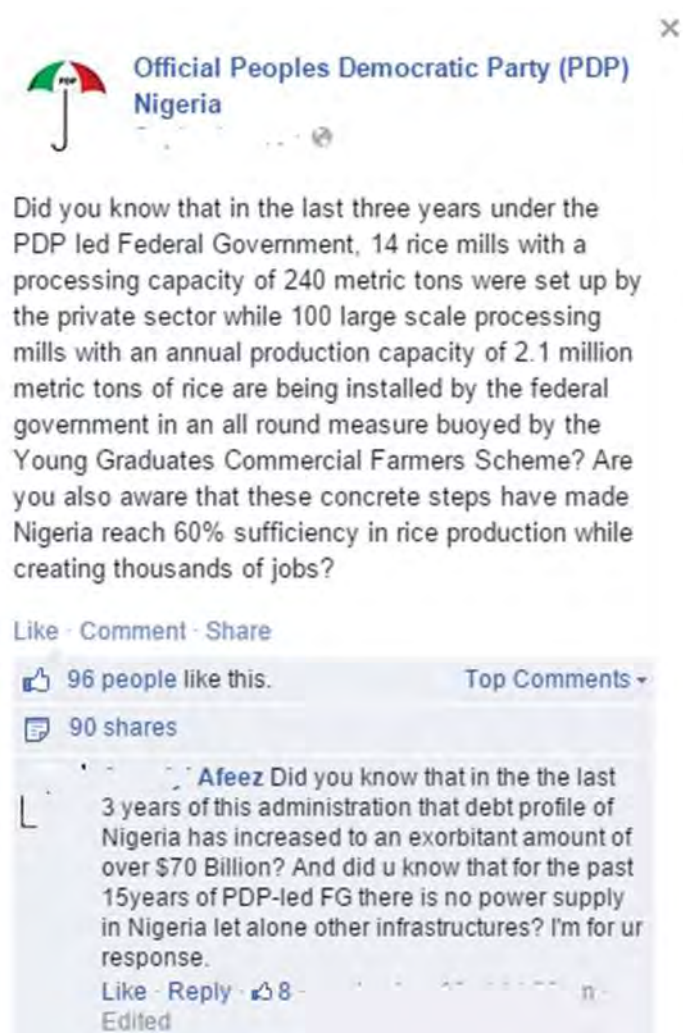 ×
PDP
Official Peoples Democratic Party (PDP)
Nigeria
Did you know that in the last three years under the
PDP led Federal Government, 14 rice mills with a
processing capacity of 240 metric tons were set up by
the private sector while 100 large scale processing
mills with an annual production capacity of 2.1 million
metric tons of rice are being installed by the federal
government in an all round measure buoyed by the
Young Graduates Commercial Farmers Scheme? Are
you also aware that these concrete steps have made
Nigeria reach 60% sufficiency in rice production while
creating thousands of jobs?
Like · Comment · Share
96 people like this. Top Comments
90 shares
Afeez Did you know that in the the last
3 years of this administration that debt profile of
Nigeria has increased to an exorbitant amount of
over $70 Billion? And did u know that for the past
15years of PDP-led FG there is no power supply
in Nigeria let alone other infrastructures? I'm for ur
response.
Like · Reply · 8 ·
Edited